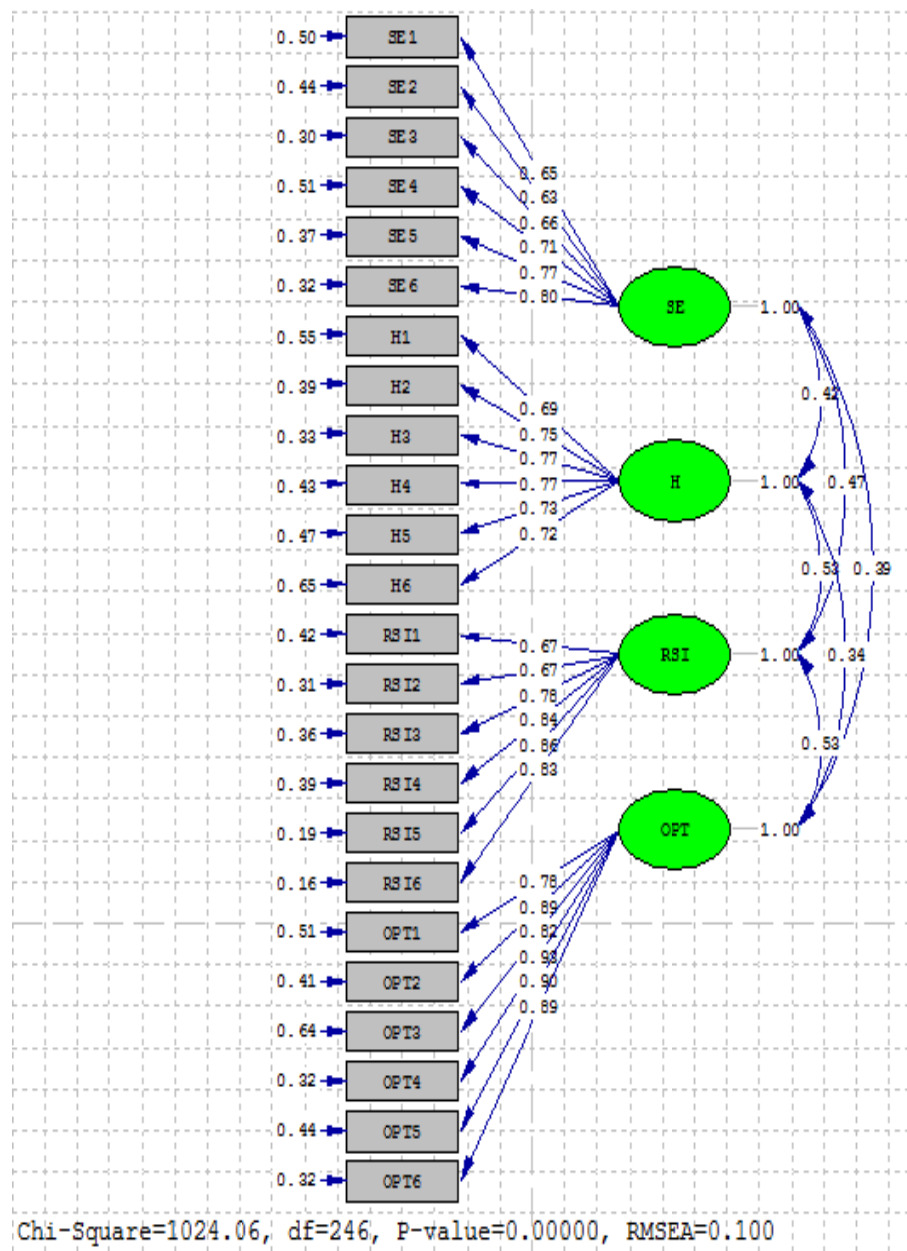 0.50 SE1
0.44 SE2
0.30 SE3
0.51 SE4
0.37 SE5
0.32 SE6
0.55 H1
0.39 H2
0.33 H3
0.43 H4
0.47 H5
0.65 H6
0.42 RSI1
0.31 RSI2
0.36 RSI3
0.39 RSI4
0.19 RSI5
0.16 RSI6
0.51 OPT1
0.41 OPT2
0.64 OPT3
0.32 OPT4
0.44 OPT5
0.32 OPT6
0.65
0.63
0.66
0.71
0.77
0.80
0.69
0.75
0.77
0.77
0.73
0.72
0.67
0.67
0.78
0.84
0.86
0.83
0.78
0.89
0.82
0.90
0.89
SE 1.00
H 1.00
RSI 1.00
OPT 1.00
0.42
0.47
0.39
0.34
0.53
Chi-Square=1024.06, df=246, P-value=0.00000, RMSEA=0.100